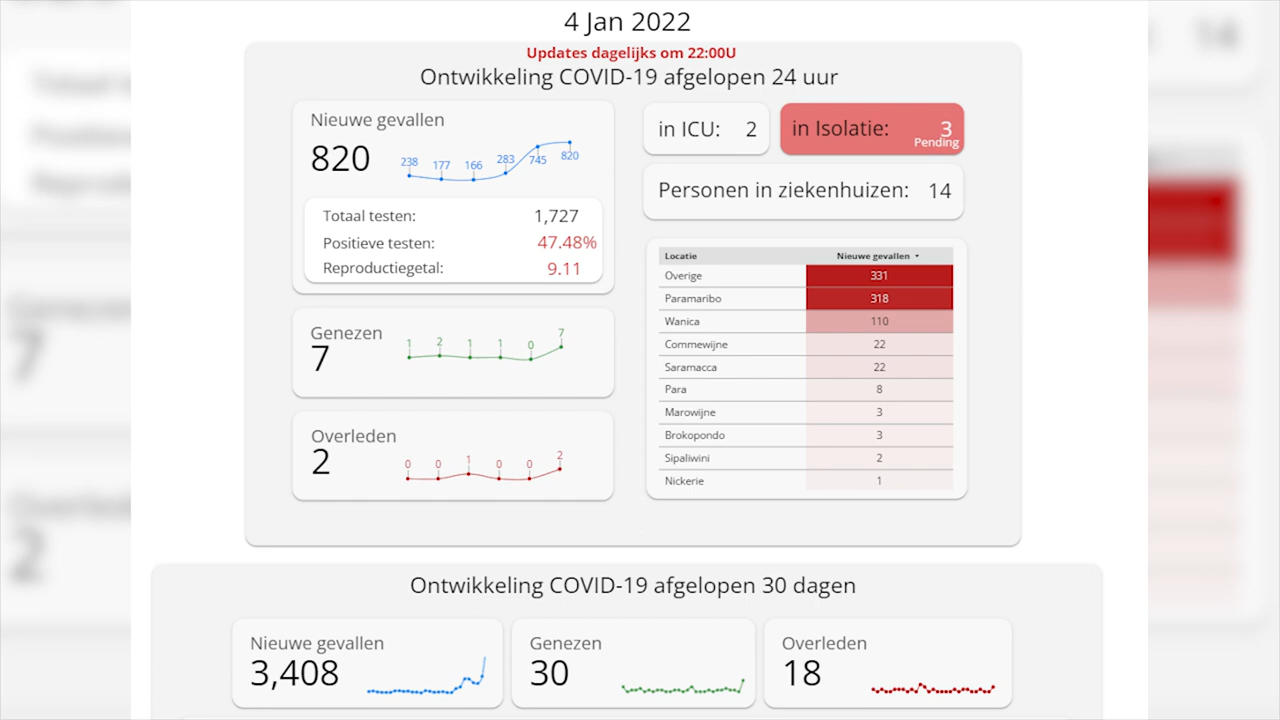 4 Jan 2022
Updates dagelijks om 22:00U
Ontwikkeling COVID-19 afgelopen 24 uur
Nieuwe gevallen
820
238 177 166 283 745 820
Totaal testen: 1,727
Positieve testen: 47.48%
Reproductiegetal: 9.11
Genezen
7
1 2 1 1 0 7
Overleden
2
0 0 1 0 0 2
in ICU: 2
in Isolatie: 3
Pending
Personen in ziekenhuizen: 14
Locatie Nieuwe gevallen
Overige 331
Paramaribo 318
Wanica 110
Commewijne 22
Saramacca 22
Para 8
Marowijne 3
Brokopondo 3
Sipaliwini 2
Nickerie 1
Ontwikkeling COVID-19 afgelopen 30 dagen
Nieuwe gevallen
3,408
Genezen
30
Overleden
18